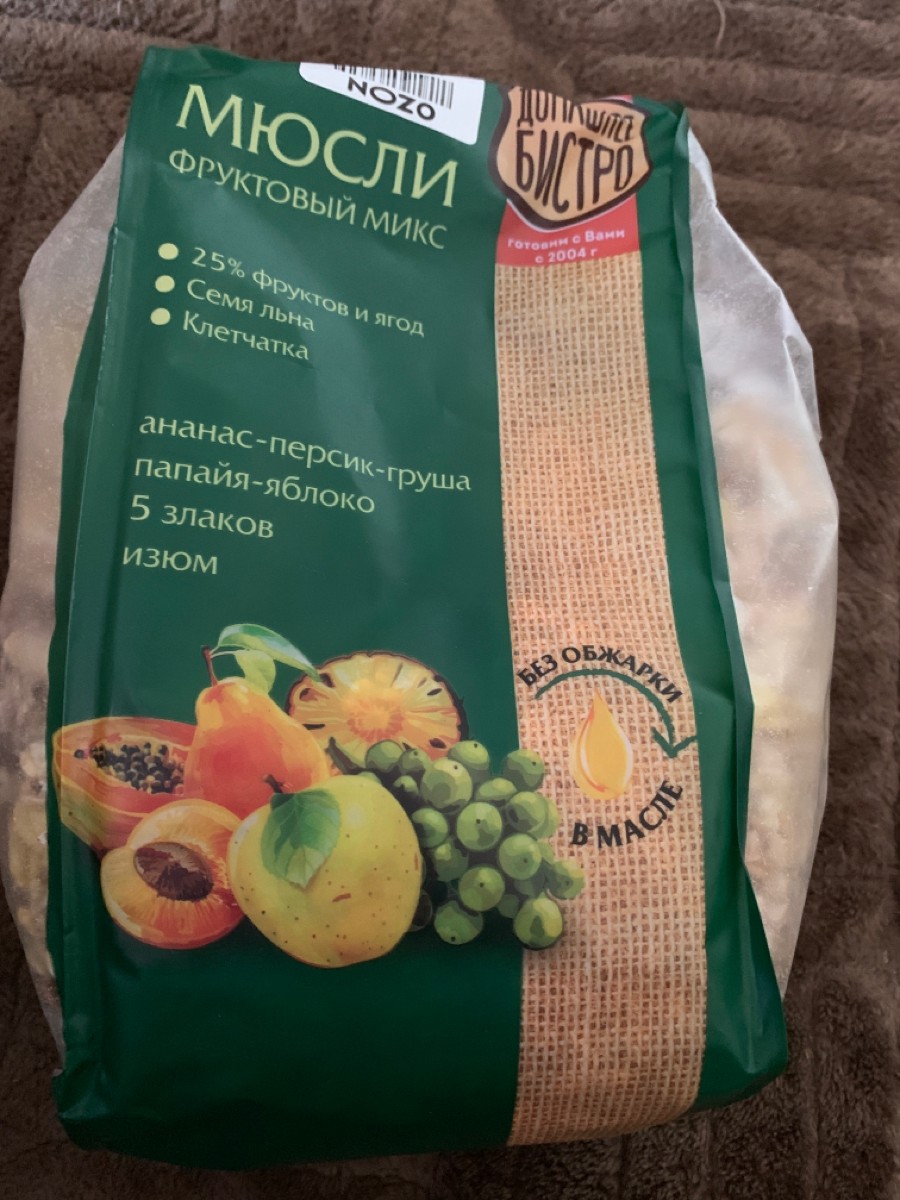 OZON
МЮСЛИ
ФРУКТОВЫЙ МИКС
ДОМАШНЕЕ
БИСТРО
готовим с Вами
с 2004 г
25% фруктов и ягод
Семя льна
Клетчатка
ананас-персик-груша
папайя-яблоко
5 злаков
изюм
БЕЗ ОБЖАРКИ
В МАСЛЕ